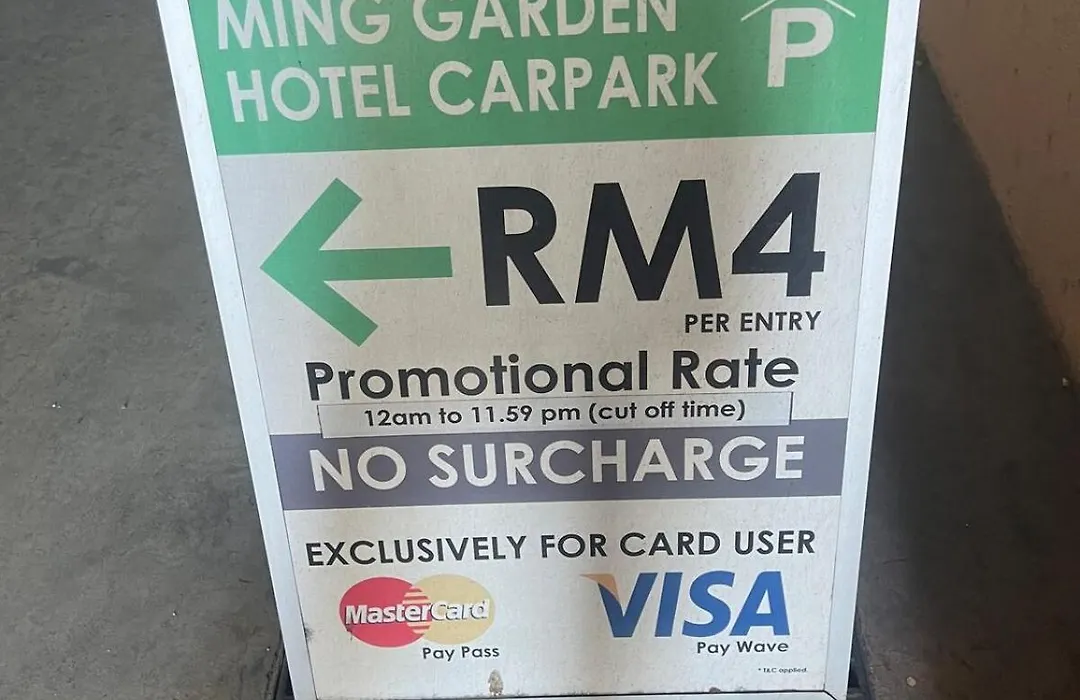 MING GARDEN
HOTEL CARPARK
P
RM4
PER ENTRY
Promotional Rate
12am to 11.59 pm (cut off time)
NO SURCHARGE
EXCLUSIVELY FOR CARD USER
MasterCard
Pay Pass
VISA
Pay Wave
* T&C applied.